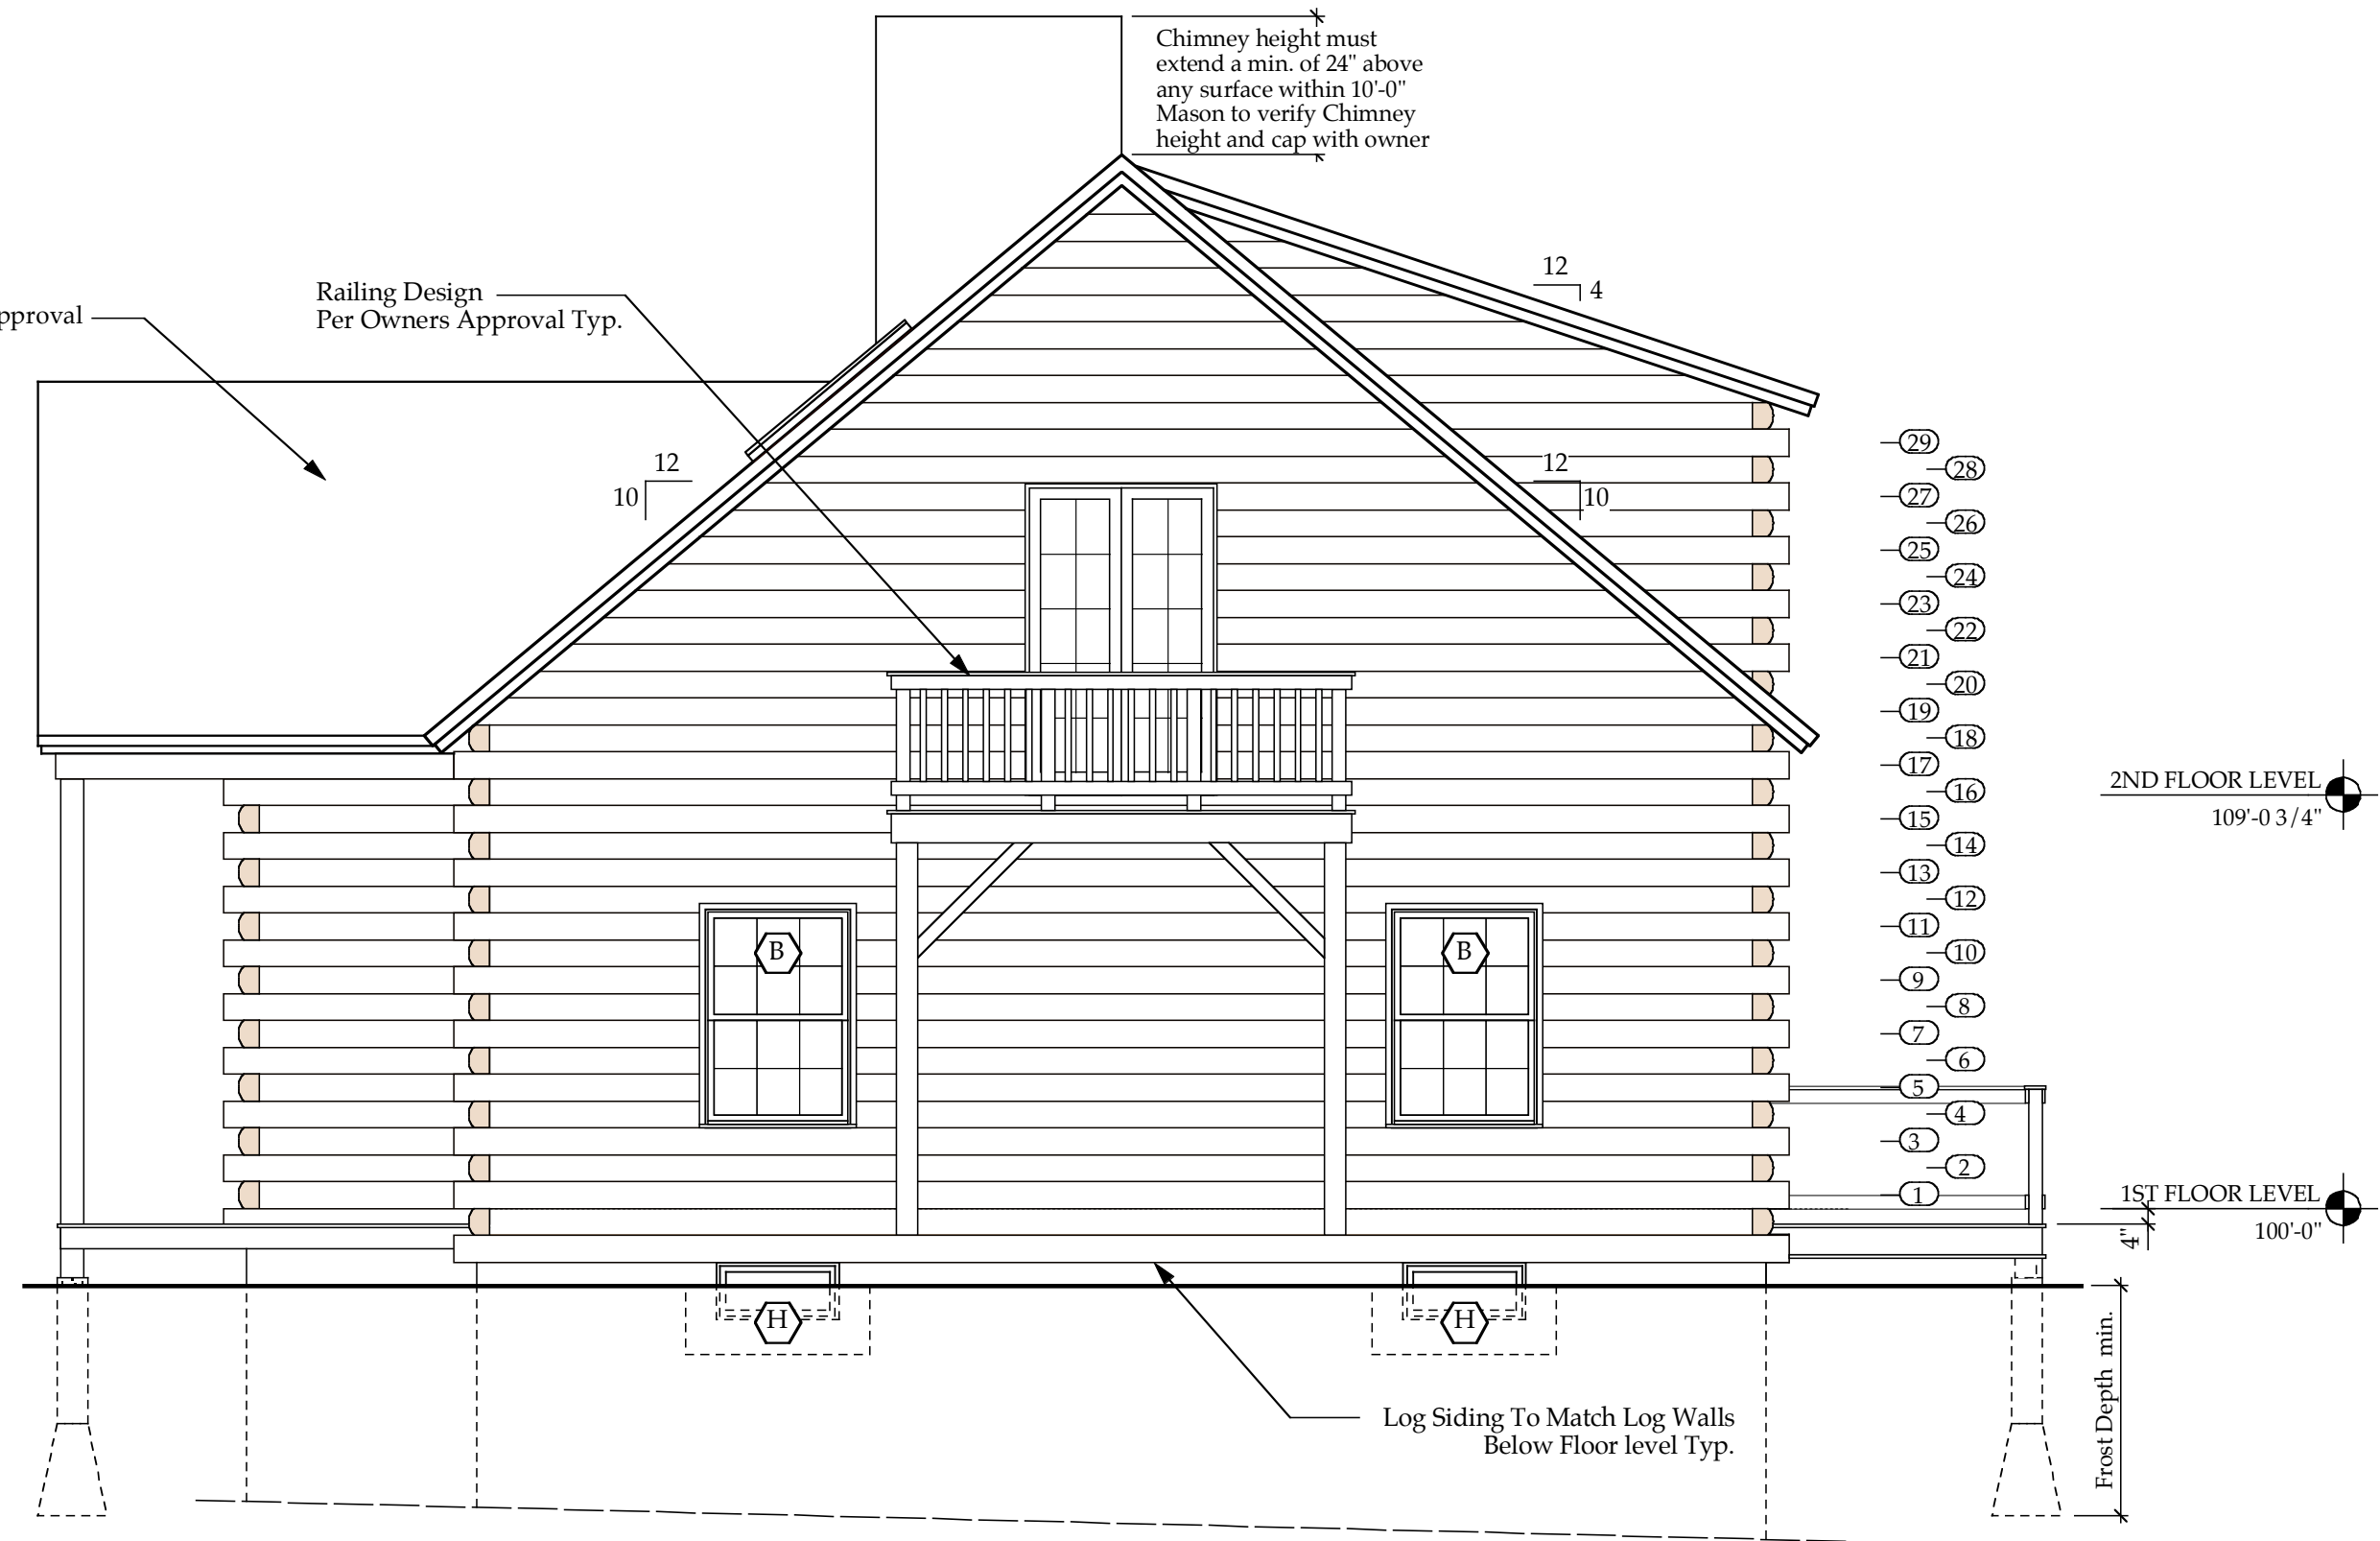 Chimney height must
extend a min. of 24" above
any surface within 10'-0"
Mason to verify Chimney
height and cap with owner
Approval
Railing Design
Per Owners Approval Typ.
12
4
12
10
12
10
29
28
27
26
25
24
23
22
21
20
19
18
17
16
15
14
13
12
11
10
9
8
7
6
5
4
3
2
1
2ND FLOOR LEVEL
109'-0 3/4"
B
B
1ST FLOOR LEVEL
100'-0"
4"
H
H
Log Siding To Match Log Walls
Below Floor level Typ.
Frost Depth min.